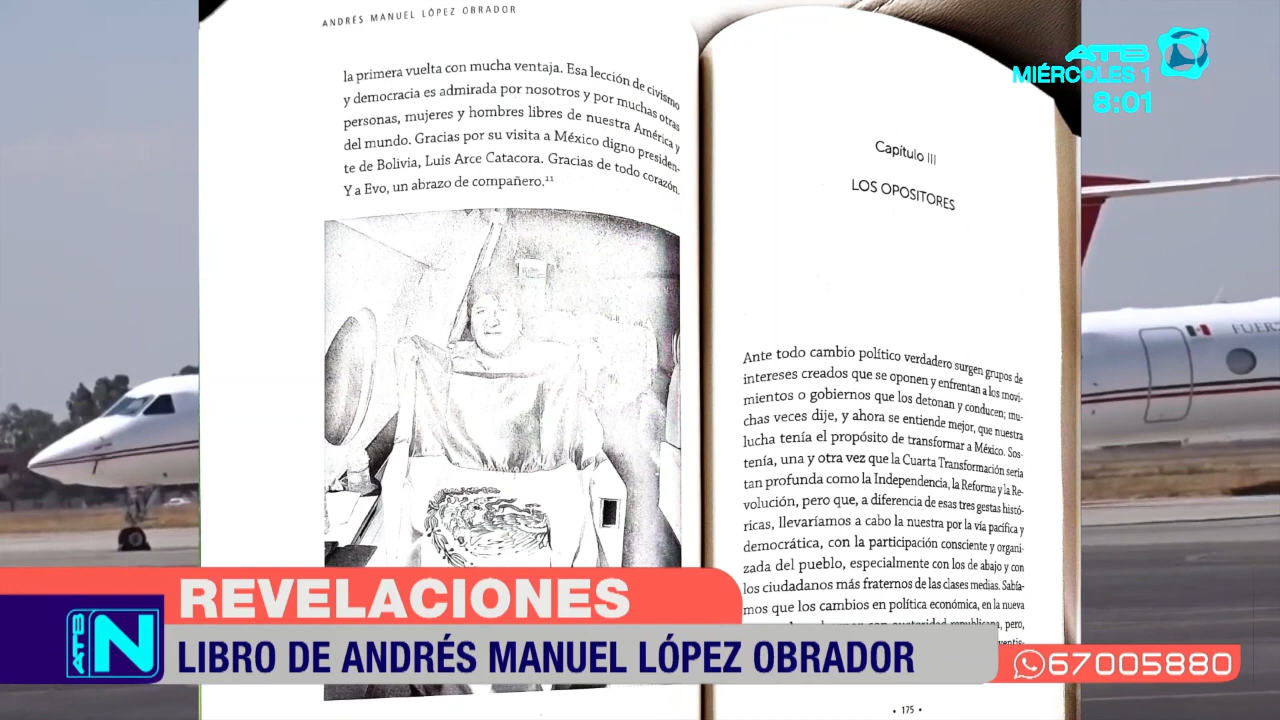 ANDRÉS MANUEL LÓPEZ OBRADOR
la primera vuelta con mucha ventaja. Esa lección de civismo
y democracia es admirada por nosotros y por muchas otras
personas, mujeres y hombres libres de nuestra América y
del mundo. Gracias por su visita a México digno presiden-
te de Bolivia, Luis Arce Catacora. Gracias de todo corazón.
Y a Evo, un abrazo de compañero.¹¹
Capítulo III
LOS OPOSITORES
Ante todo cambio político verdadero surgen grupos de
intereses creados que se oponen y enfrentan a los movi-
mientos o gobiernos que los detonan y conducen; mu-
chas veces dije, y ahora se entiende mejor, que nuestra
lucha tenía el propósito de transformar a México. Sos-
tenía, una y otra vez que la Cuarta Transformación sería
tan profunda como la Independencia, la Reforma y la Re-
volución, pero que, a diferencia de esas tres gestas histó-
ricas, llevaríamos a cabo la nuestra por la vía pacífica y
democrática, con la participación consciente y organi-
zada del pueblo, especialmente con los de abajo y con
los ciudadanos más fraternos de las clases medias. Sabía-
mos que los cambios en política económica, en la nueva
con austeridad republicana, pero,
175
ATB
MIÉRCOLES 1
8:01
FUER
REVELACIONES
ATB N
LIBRO DE ANDRÉS MANUEL LÓPEZ OBRADOR
67005880